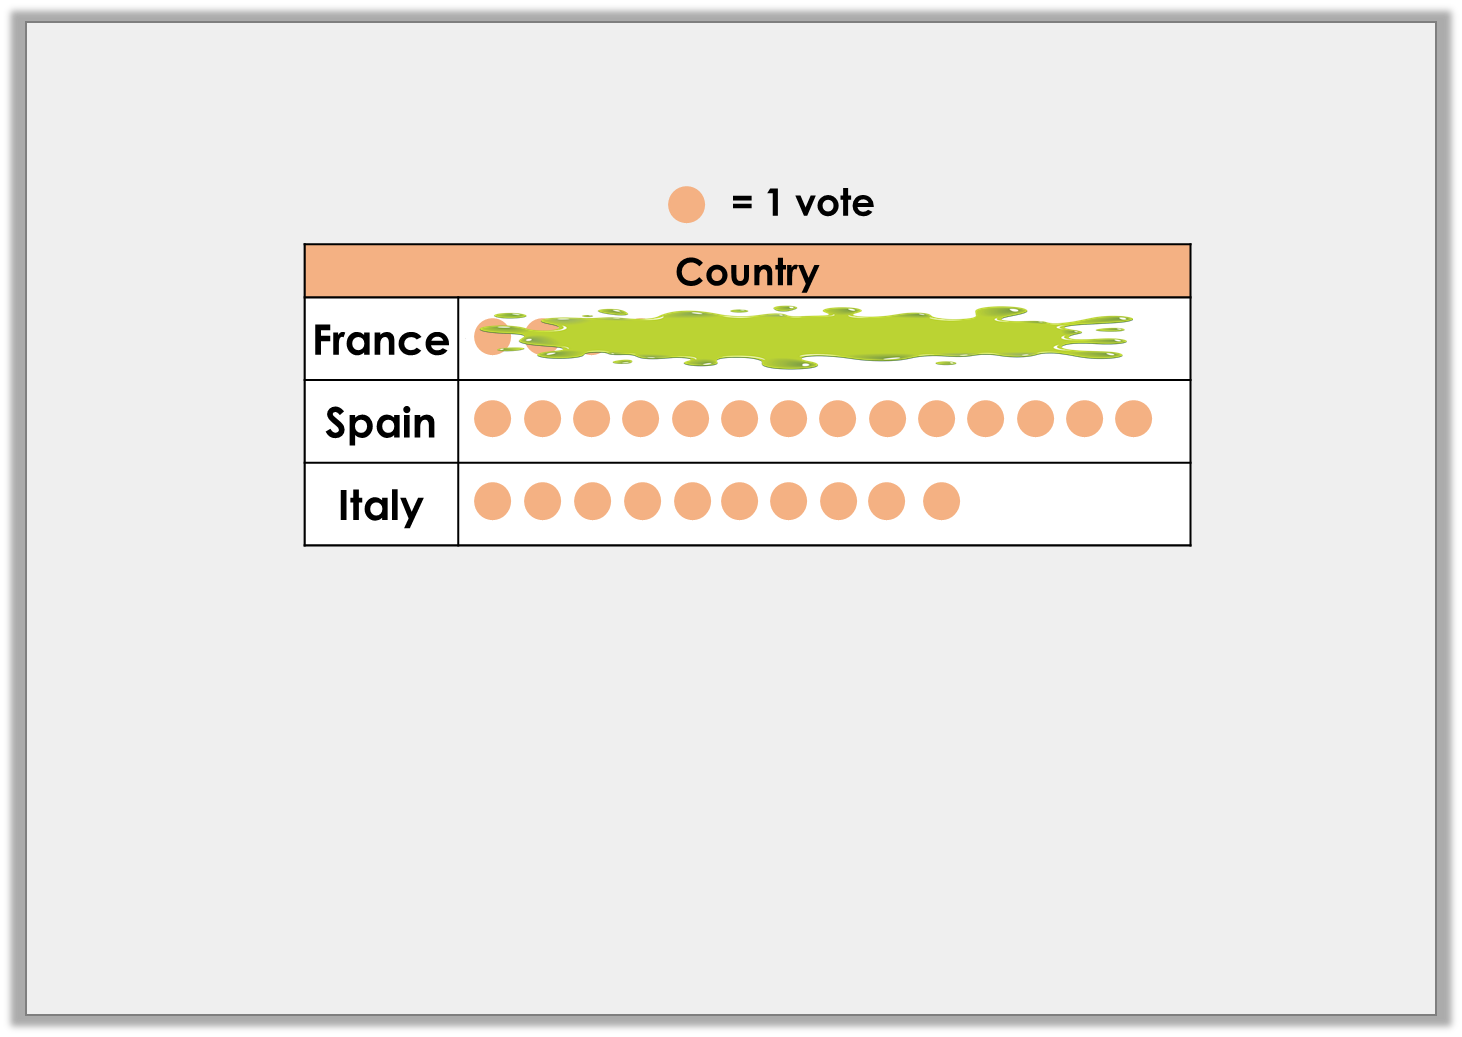 = 1 vote
Country
France
Spain
Italy